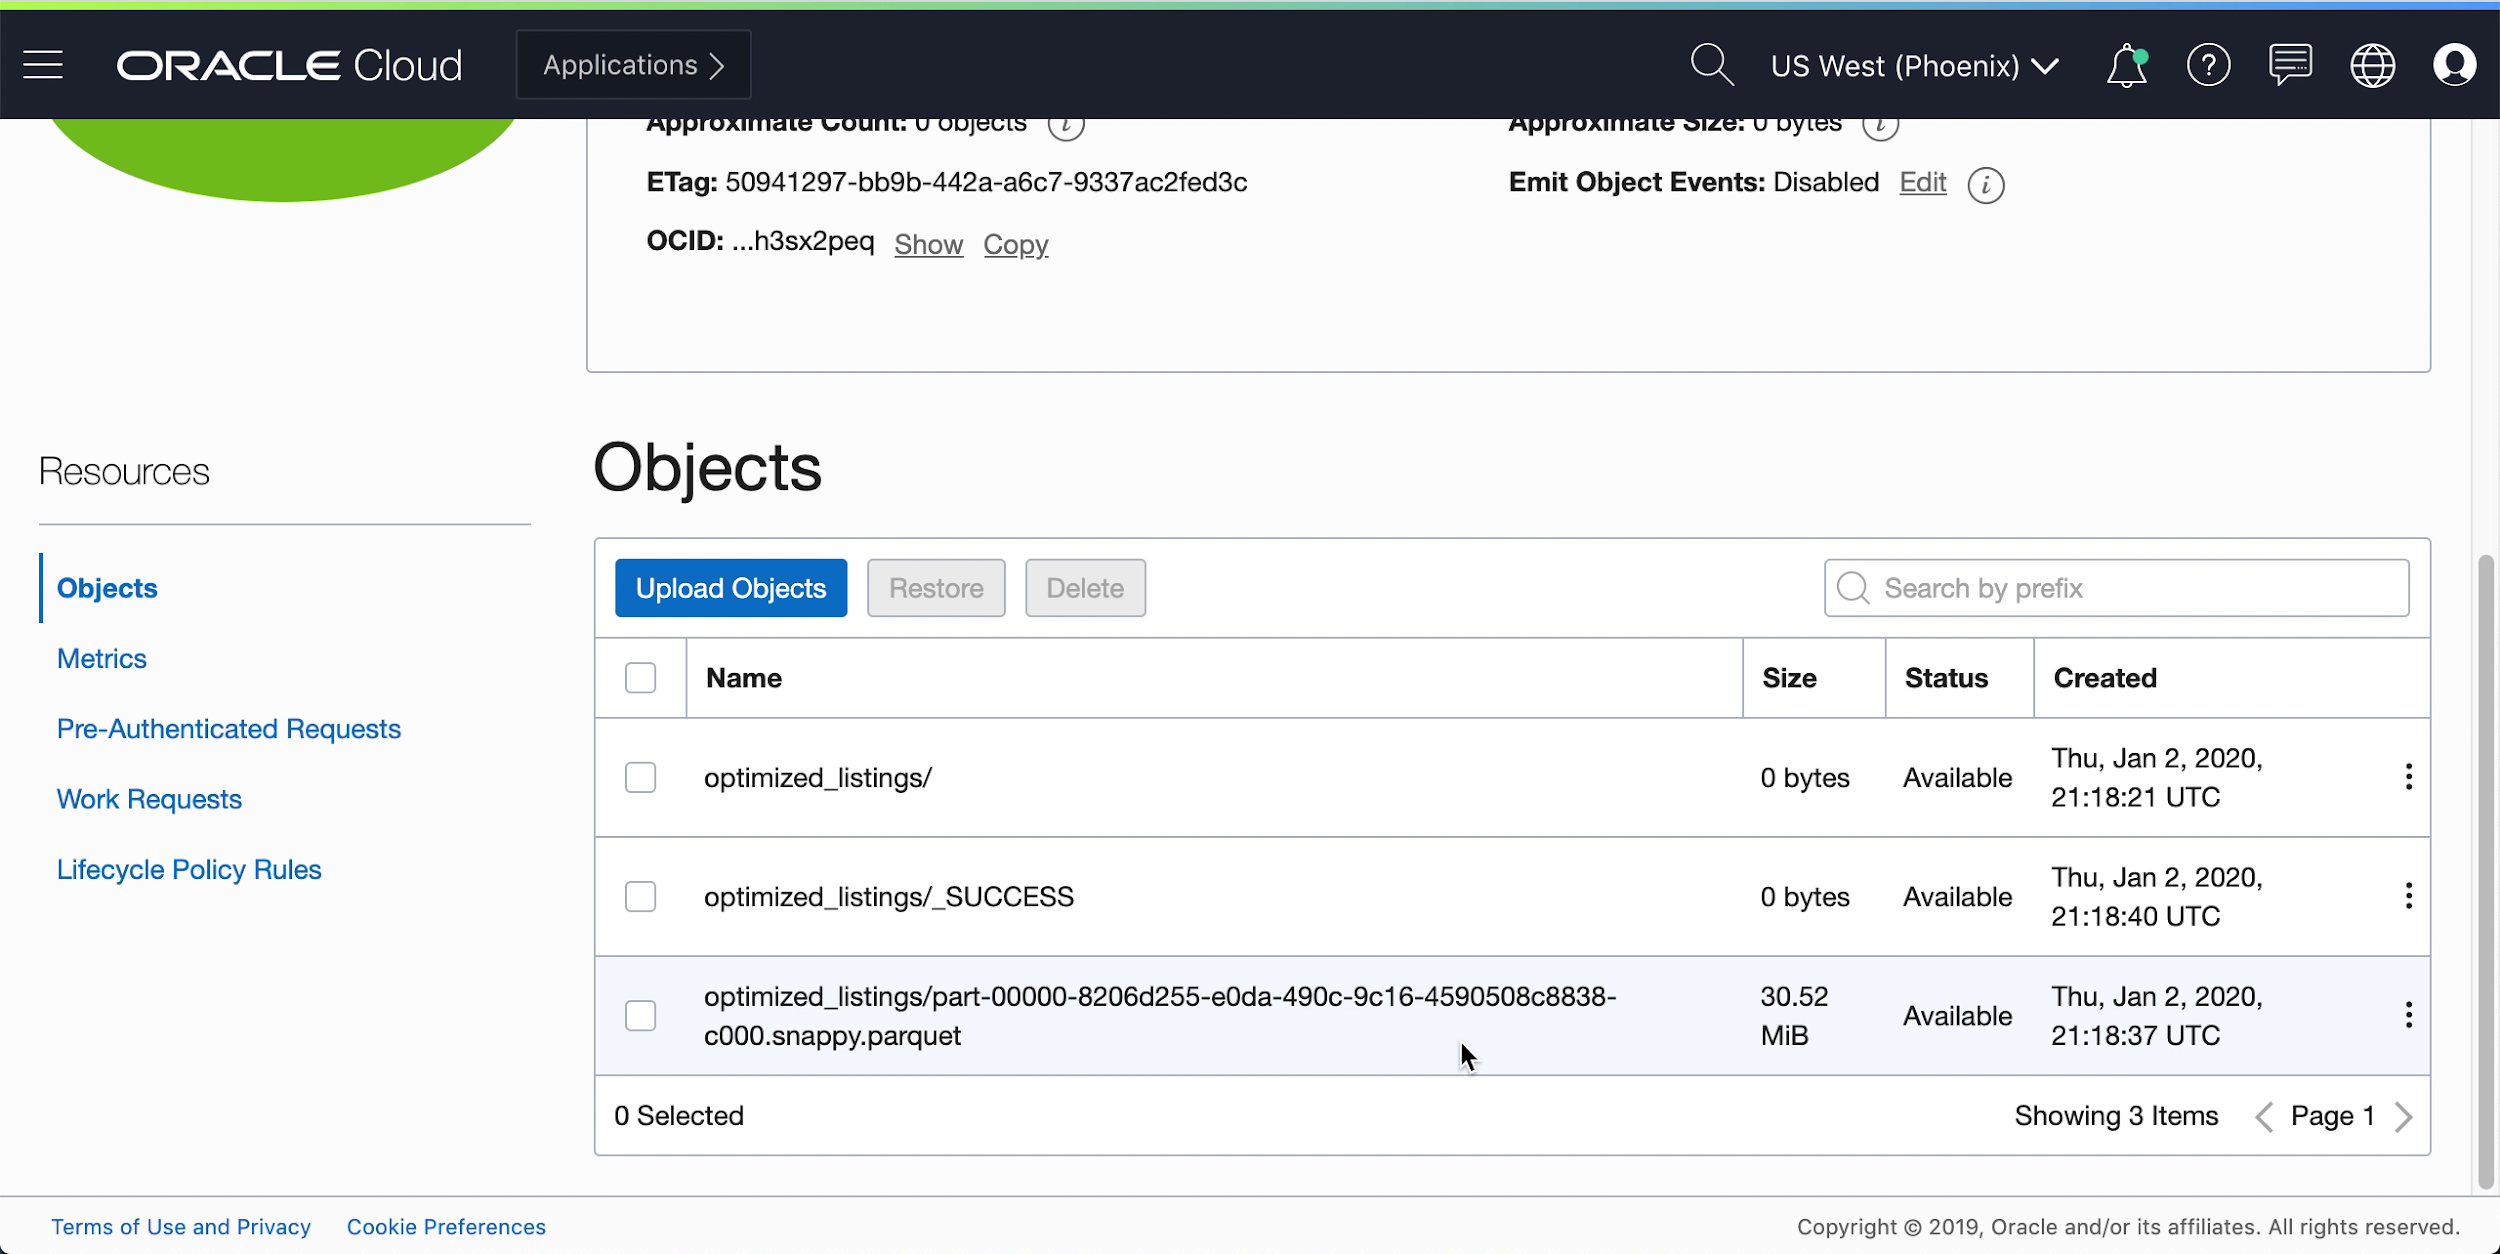 ORACLE Cloud
Applications
US West (Phoenix)
Approximate Count: 0 objects
Approximate Size: 0 bytes
ETag: 50941297-bb9b-442a-a6c7-9337ac2fed3c
Emit Object Events: Disabled Edit
OCID: ...h3sx2peq Show Copy
Resources
Objects
Metrics
Pre-Authenticated Requests
Work Requests
Lifecycle Policy Rules
Objects
Upload Objects Restore Delete
Search by prefix
Name Size Status Created
optimized_listings/ 0 bytes Available Thu, Jan 2, 2020,
21:18:21 UTC
optimized_listings/_SUCCESS 0 bytes Available Thu, Jan 2, 2020,
21:18:40 UTC
optimized_listings/part-00000-8206d255-e0da-490c-9c16-4590508c8838- 30.52 Available Thu, Jan 2, 2020,
c000.snappy.parquet MiB 21:18:37 UTC
0 Selected
Showing 3 Items Page 1
Terms of Use and Privacy Cookie Preferences
Copyright © 2019, Oracle and/or its affiliates. All rights reserved.